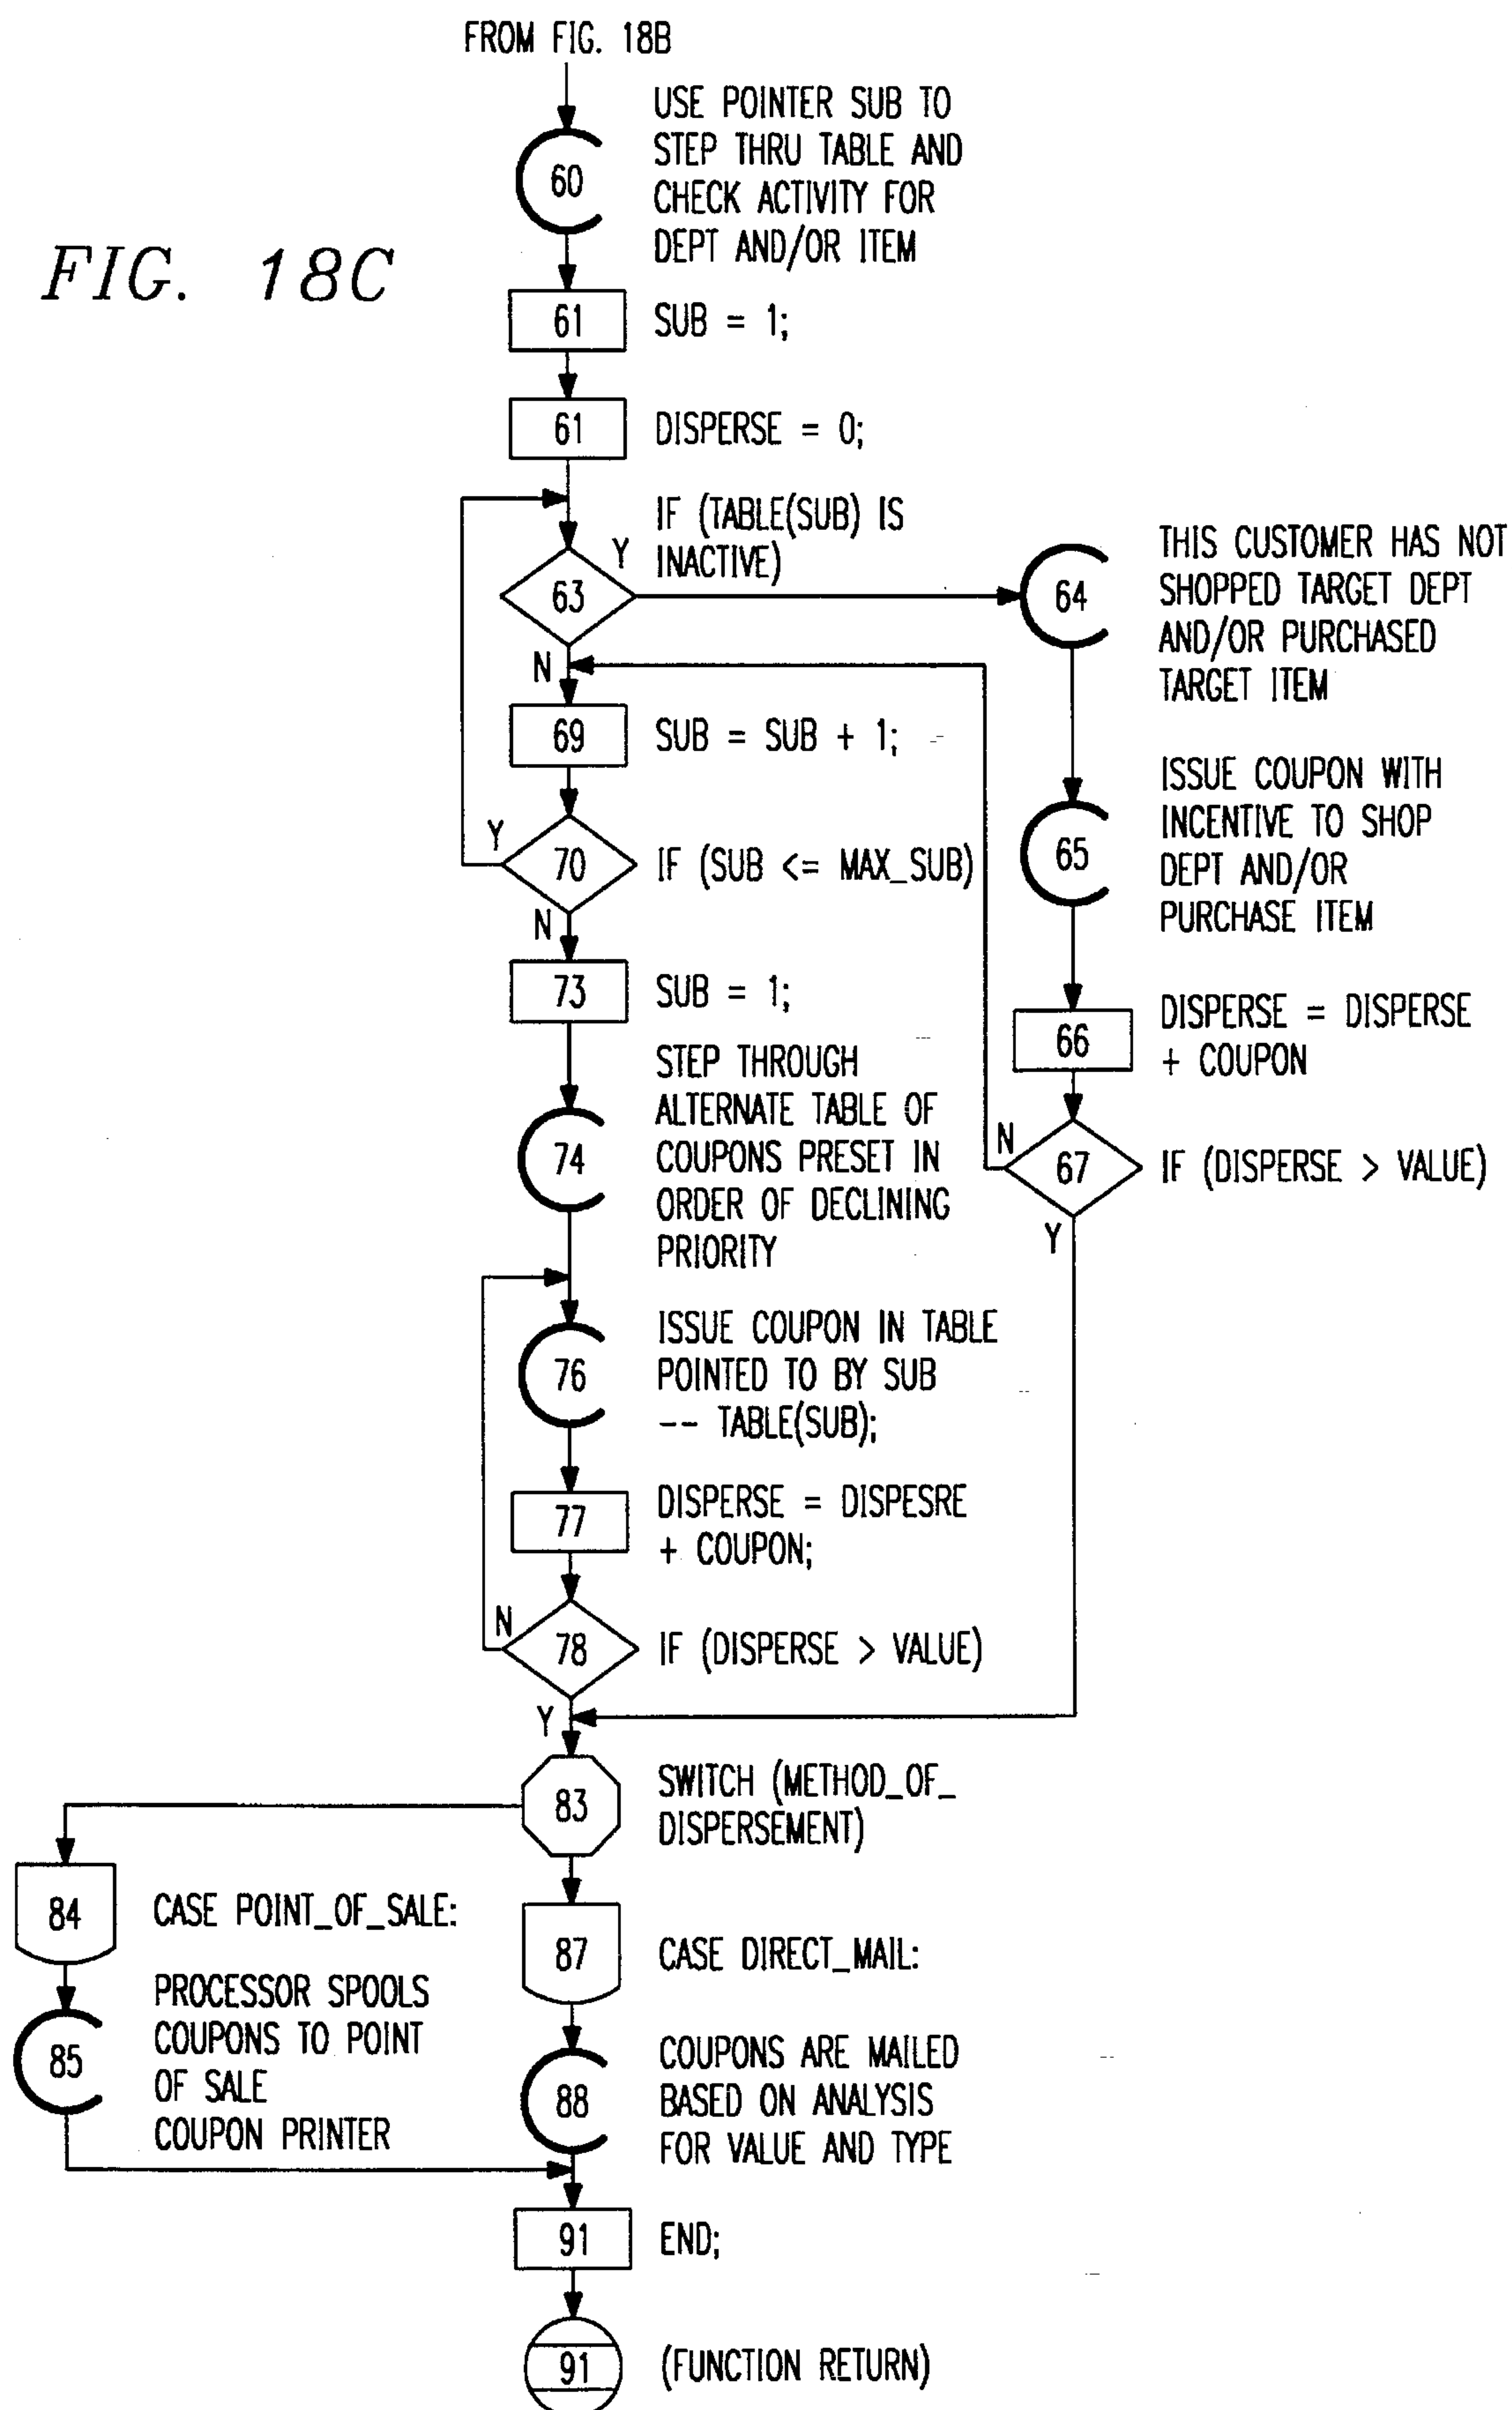 FROM FIG. 18B
FIG. 18C
60
USE POINTER SUB TO
STEP THRU TABLE AND
CHECK ACTIVITY FOR
DEPT AND/OR ITEM
61
SUB = 1;
61
DISPERSE = 0;
63
Y
IF (TABLE(SUB) IS
INACTIVE)
N
64
THIS CUSTOMER HAS NOT
SHOPPED TARGET DEPT
AND/OR PURCHASED
TARGET ITEM
69
SUB = SUB + 1;
65
ISSUE COUPON WITH
INCENTIVE TO SHOP
DEPT AND/OR
PURCHASE ITEM
Y
70
IF (SUB <= MAX_SUB)
N
73
SUB = 1;
66
DISPERSE = DISPERSE
+ COUPON
74
STEP THROUGH
ALTERNATE TABLE OF
COUPONS PRESET IN
ORDER OF DECLINING
PRIORITY
N
67
IF (DISPERSE > VALUE)
Y
76
ISSUE COUPON IN TABLE
POINTED TO BY SUB
-- TABLE(SUB);
77
DISPERSE = DISPESRE
+ COUPON;
N
78
IF (DISPERSE > VALUE)
Y
83
SWITCH (METHOD_OF_
DISPERSEMENT)
84
CASE POINT_OF_SALE:
87
CASE DIRECT_MAIL:
85
PROCESSOR SPOOLS
COUPONS TO POINT
OF SALE
COUPON PRINTER
88
COUPONS ARE MAILED
BASED ON ANALYSIS
FOR VALUE AND TYPE
91
END;
91
(FUNCTION RETURN)